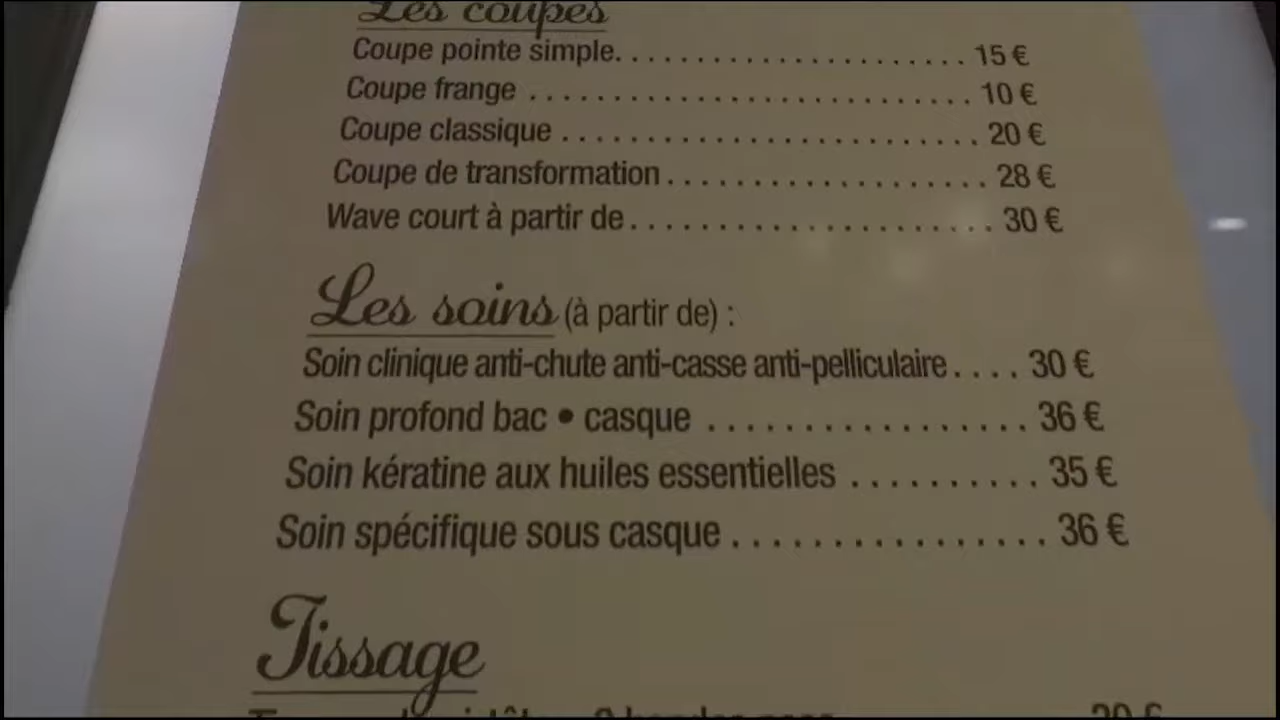 Les coupes
Coupe pointe simple. . . . . . . . . . . . . . . . . . . . . . 15 €
Coupe frange . . . . . . . . . . . . . . . . . . . . . . . . . . . 10 €
Coupe classique . . . . . . . . . . . . . . . . . . . . . . . . . 20 €
Coupe de transformation . . . . . . . . . . . . . . . . . . . 28 €
Wave court à partir de . . . . . . . . . . . . . . . . . . . . . 30 €
Les soins (à partir de) :
Soin clinique anti-chute anti-casse anti-pelliculaire . . . . 30 €
Soin profond bac • casque . . . . . . . . . . . . . . . . . 36 €
Soin kératine aux huiles essentielles . . . . . . . . . . 35 €
Soin spécifique sous casque . . . . . . . . . . . . . . . . 36 €
Tissage